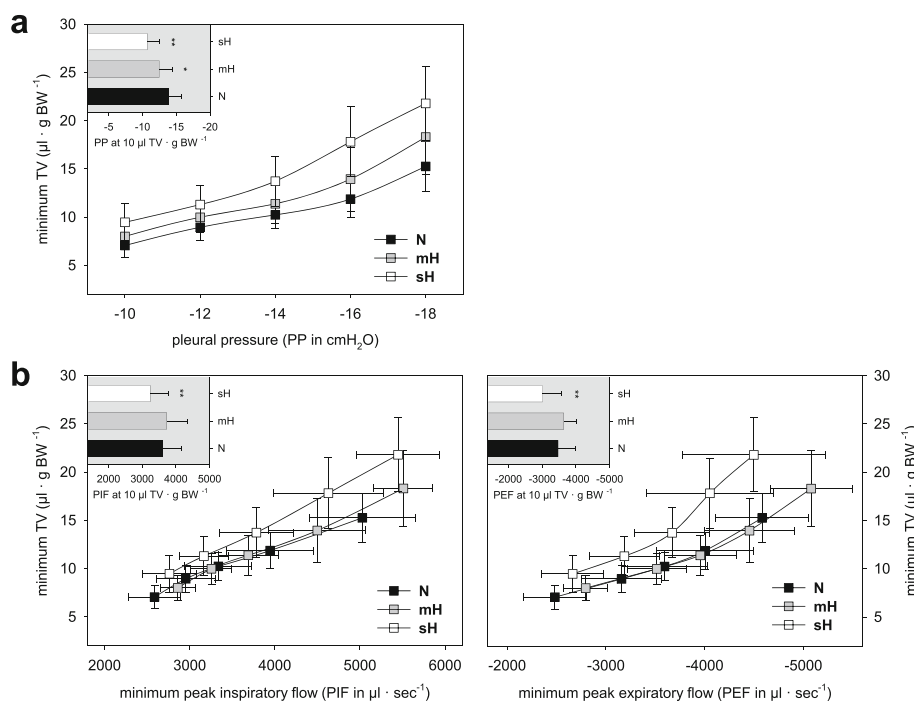 a
30
25
20
15
10
5
minimum TV (µl · g BW -1)
**
sH
*
mH
N
-5 -10 -15 -20
PP at 10 µl TV · g BW -1
N
mH
sH
-10 -12 -14 -16 -18
pleural pressure (PP in cmH2O)
b
30
25
20
15
10
5
minimum TV (µl · g BW -1)
**
sH
mH
N
2000 3000 4000 5000
PIF at 10 µl TV · g BW -1
N
mH
sH
2000 3000 4000 5000 6000
minimum peak inspiratory flow (PIF in µl · sec-1)
**
sH
mH
N
-2000 -3000 -4000 -5000
PEF at 10 µl TV · g BW -1
N
mH
sH
-2000 -3000 -4000 -5000
minimum peak expiratory flow (PEF in µl · sec-1)
30
25
20
15
10
5
minimum TV (µl · g BW -1)